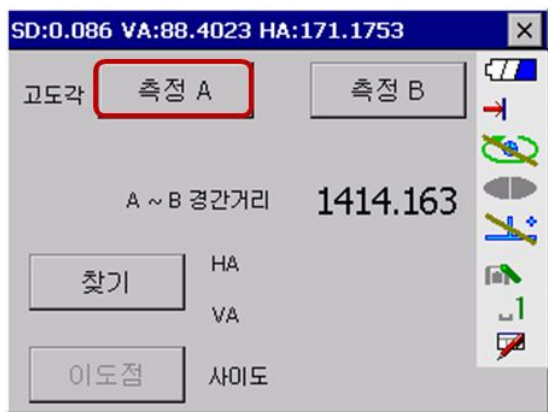 SD:0.086 VA:88.4023 HA:171.1753
고도각 측정 A 측정 B
A ~ B 경간거리 1414.163
찾기 HA
VA
이도점 사이도
1